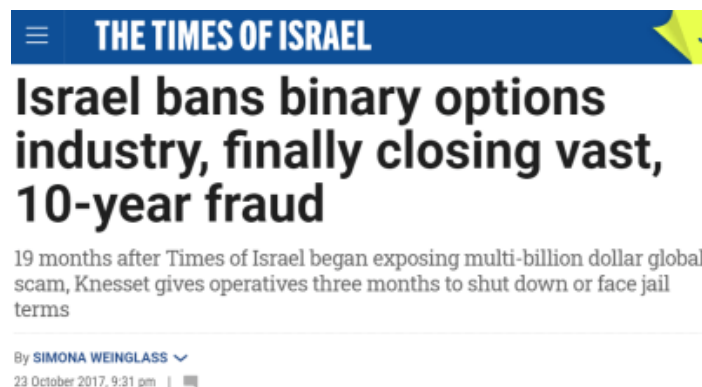 THE TIMES OF ISRAEL
Israel bans binary options
industry, finally closing vast,
10-year fraud
19 months after Times of Israel began exposing multi-billion dollar global
scam, Knesset gives operatives three months to shut down or face jail
terms
By SIMONA WEINGLASS
23 October 2017, 9:31 pm |